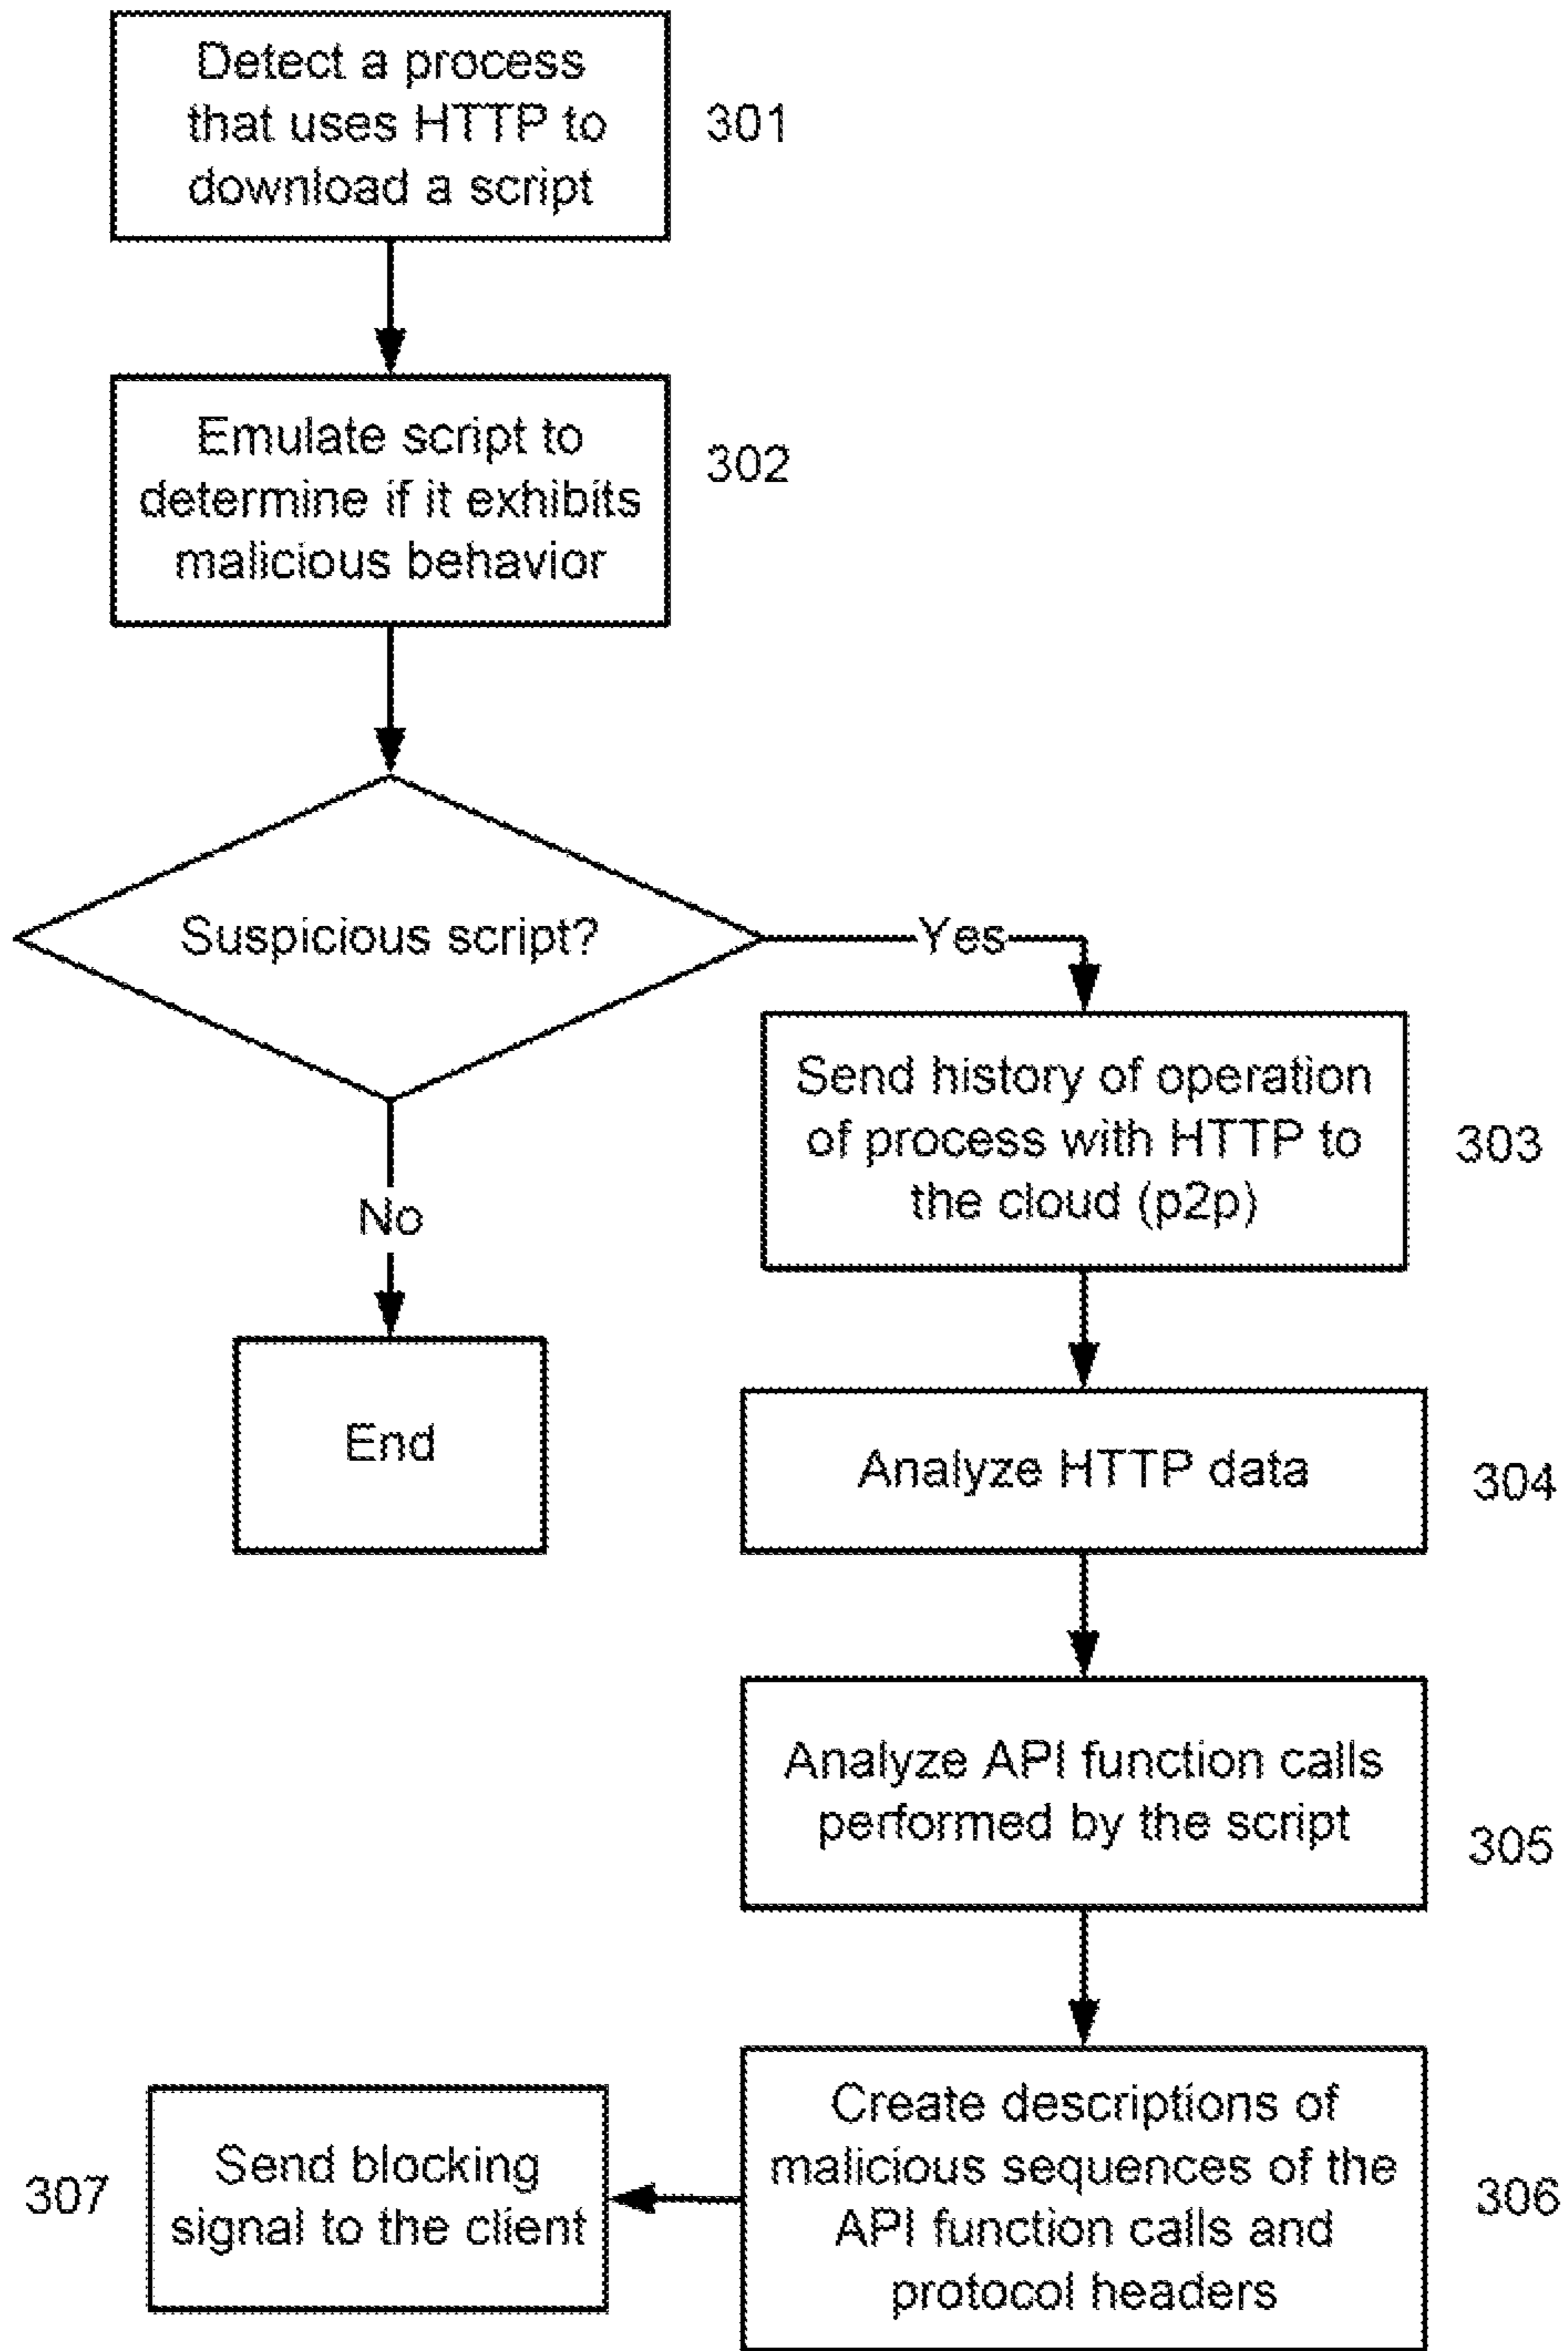 Detect a process
that uses HTTP to
download a script
301
Emulate script to
determine if it exhibits
malicious behavior
302
Suspicious script?
Yes
No
End
Send history of operation
of process with HTTP to
the cloud (p2p)
303
Analyze HTTP data
304
Analyze API function calls
performed by the script
305
Create descriptions of
malicious sequences of the
API function calls and
protocol headers
306
Send blocking
signal to the client
307